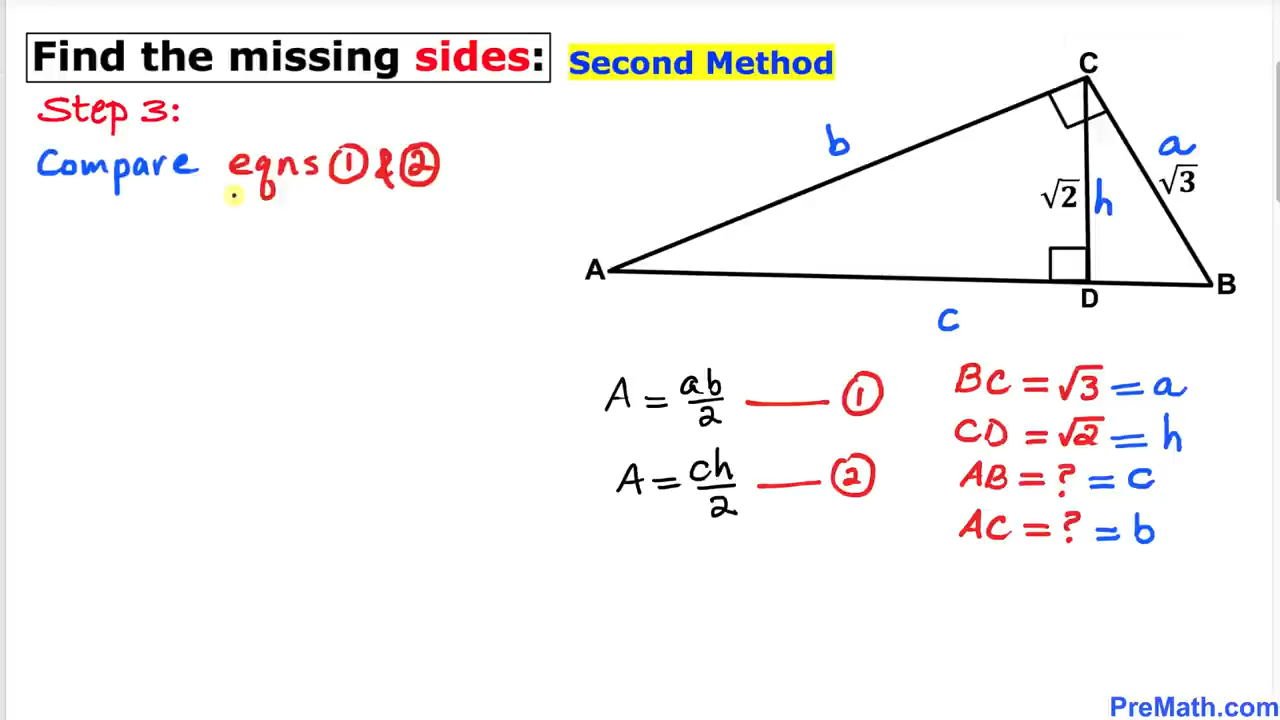 Find the missing sides:
Second Method
Step 3:
Compare eqns ① & ②
C
b
a
√3
√2
h
A
B
D
c
A = ab/2 —— ①
A = ch/2 —— ②
BC = √3 = a
CD = √2 = h
AB = ? = c
AC = ? = b
PreMath.com